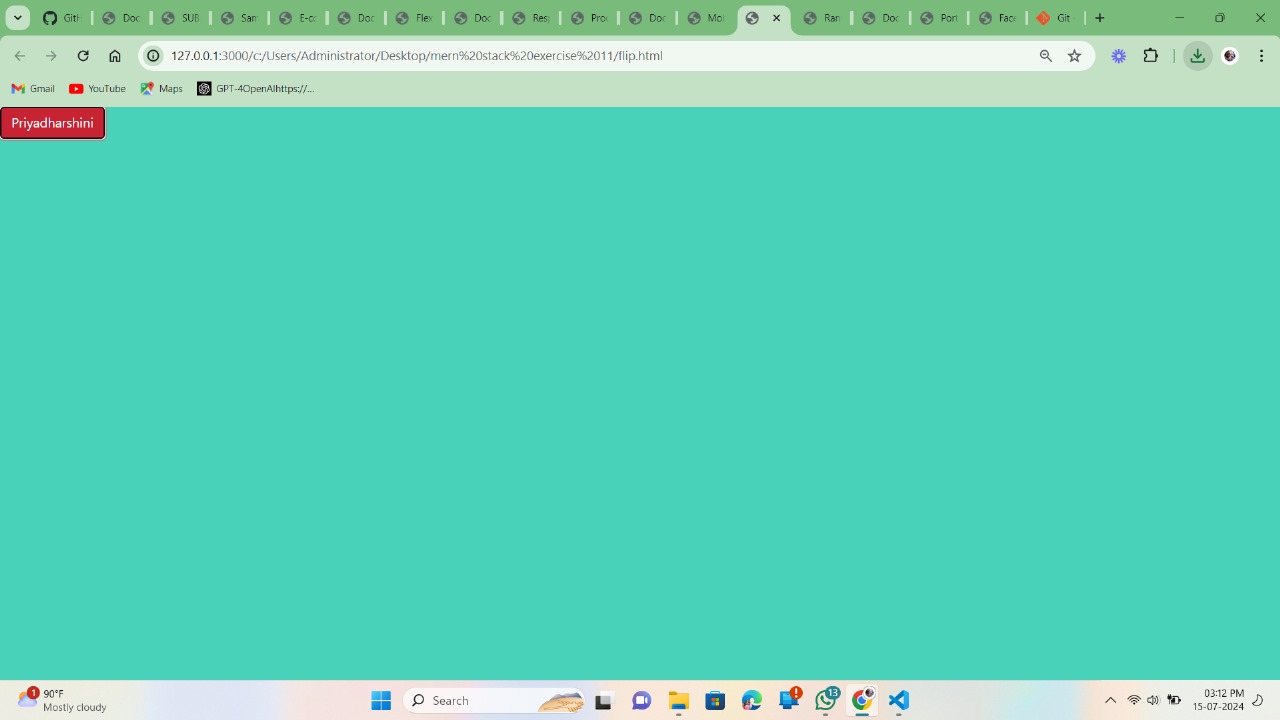 Gith
Doc
SUB
Sam
E-co
Doc
Flex
Doc
Resp
Proc
Doc
Mob
Ran
Doc
Port
Face
Git -
127.0.0.1:3000/c:/Users/Administrator/Desktop/mern%20stack%20exercise%2011/flip.html
Gmail
YouTube
Maps
GPT-4OpenAIhttps://...
Priyadharshini
1
90°F
Mostly cloudy
Search
13
03:12 PM
15-07-2024